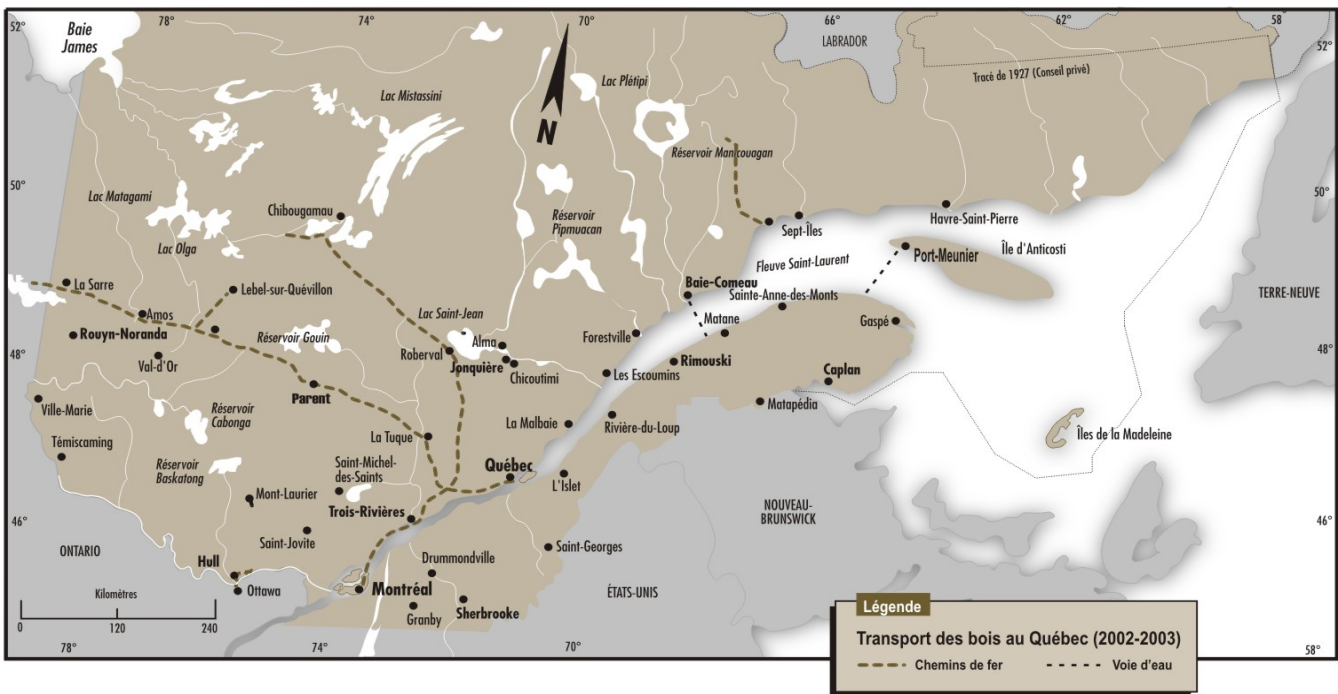 52°
78°
74°
70°
66°
62°
58
52°
Baie
James
LABRADOR
Tracé de 1927 (Conseil privé)
Lac Mistassini
Lac Plétipi
N
Réservoir Manicouagan
50°
50°
Lac Matagami
Chibougamau
Lac Olga
Réservoir
Pipmuacan
Sept-Îles
Havre-Saint-Pierre
Port-Meunier
Île d'Anticosti
Fleuve Saint-Laurent
La Sarre
Lebel-sur-Quévillon
Baie-Comeau
Sainte-Anne-des-Monts
TERRE-NEUVE
Amos
Rouyn-Noranda
Réservoir Gouin
Lac Saint-Jean
Alma
Forestville
Matane
Gaspé
48°
48°
Val-d'Or
Roberval
Jonquière
Chicoutimi
Les Escoumins
Rimouski
Caplan
Parent
Ville-Marie
Réservoir
Cabonga
Matapédia
La Malbaie
Rivière-du-Loup
Îles de la Madeleine
Témiscaming
La Tuque
Réservoir
Baskatong
Saint-Michel-
des-Saints
Québec
L'Islet
Mont-Laurier
Trois-Rivières
NOUVEAU-
BRUNSWICK
46°
46°
Saint-Jovite
Saint-Georges
ONTARIO
Hull
Drummondville
Ottawa
Montréal
Granby
Sherbrooke
ÉTATS-UNIS
Kilomètres
0
120
240
78°
74°
70°
58°
Légende
Transport des bois au Québec (2002-2003)
Chemins de fer
Voie d'eau